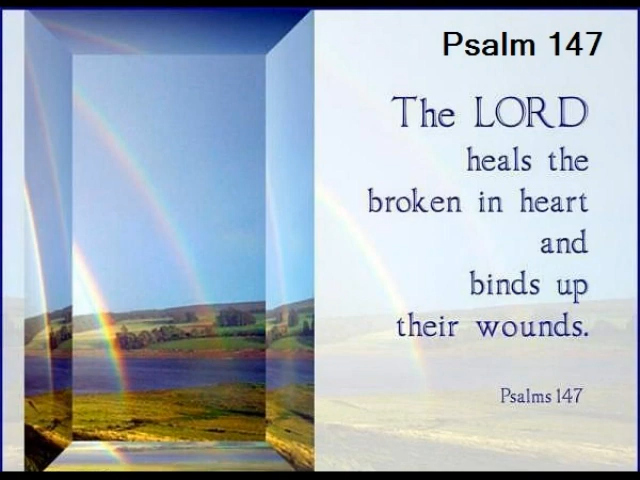 Psalm 147
The LORD
heals the
broken in heart
and
binds up
their wounds.
Psalms 147